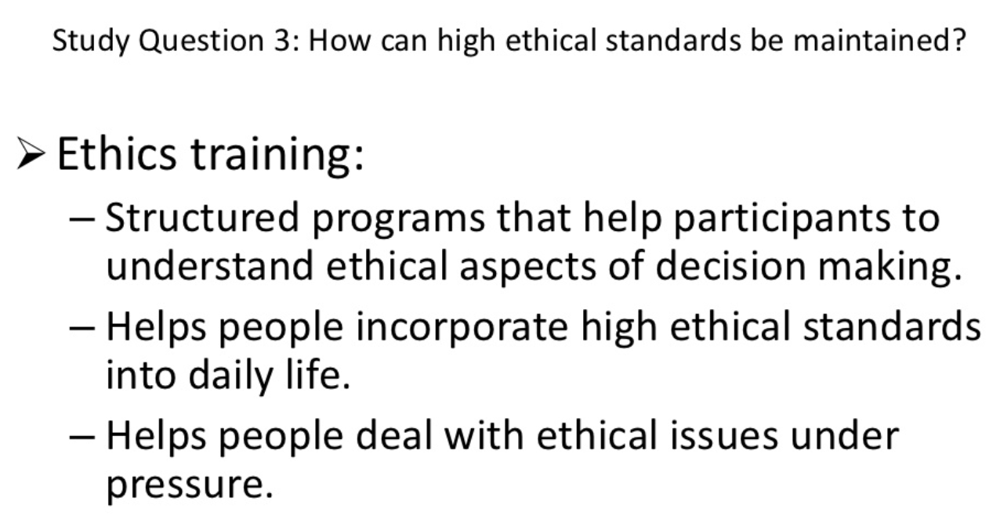 Study Question 3: How can high ethical standards be maintained?
➢ Ethics training:
– Structured programs that help participants to
understand ethical aspects of decision making.
– Helps people incorporate high ethical standards
into daily life.
– Helps people deal with ethical issues under
pressure.